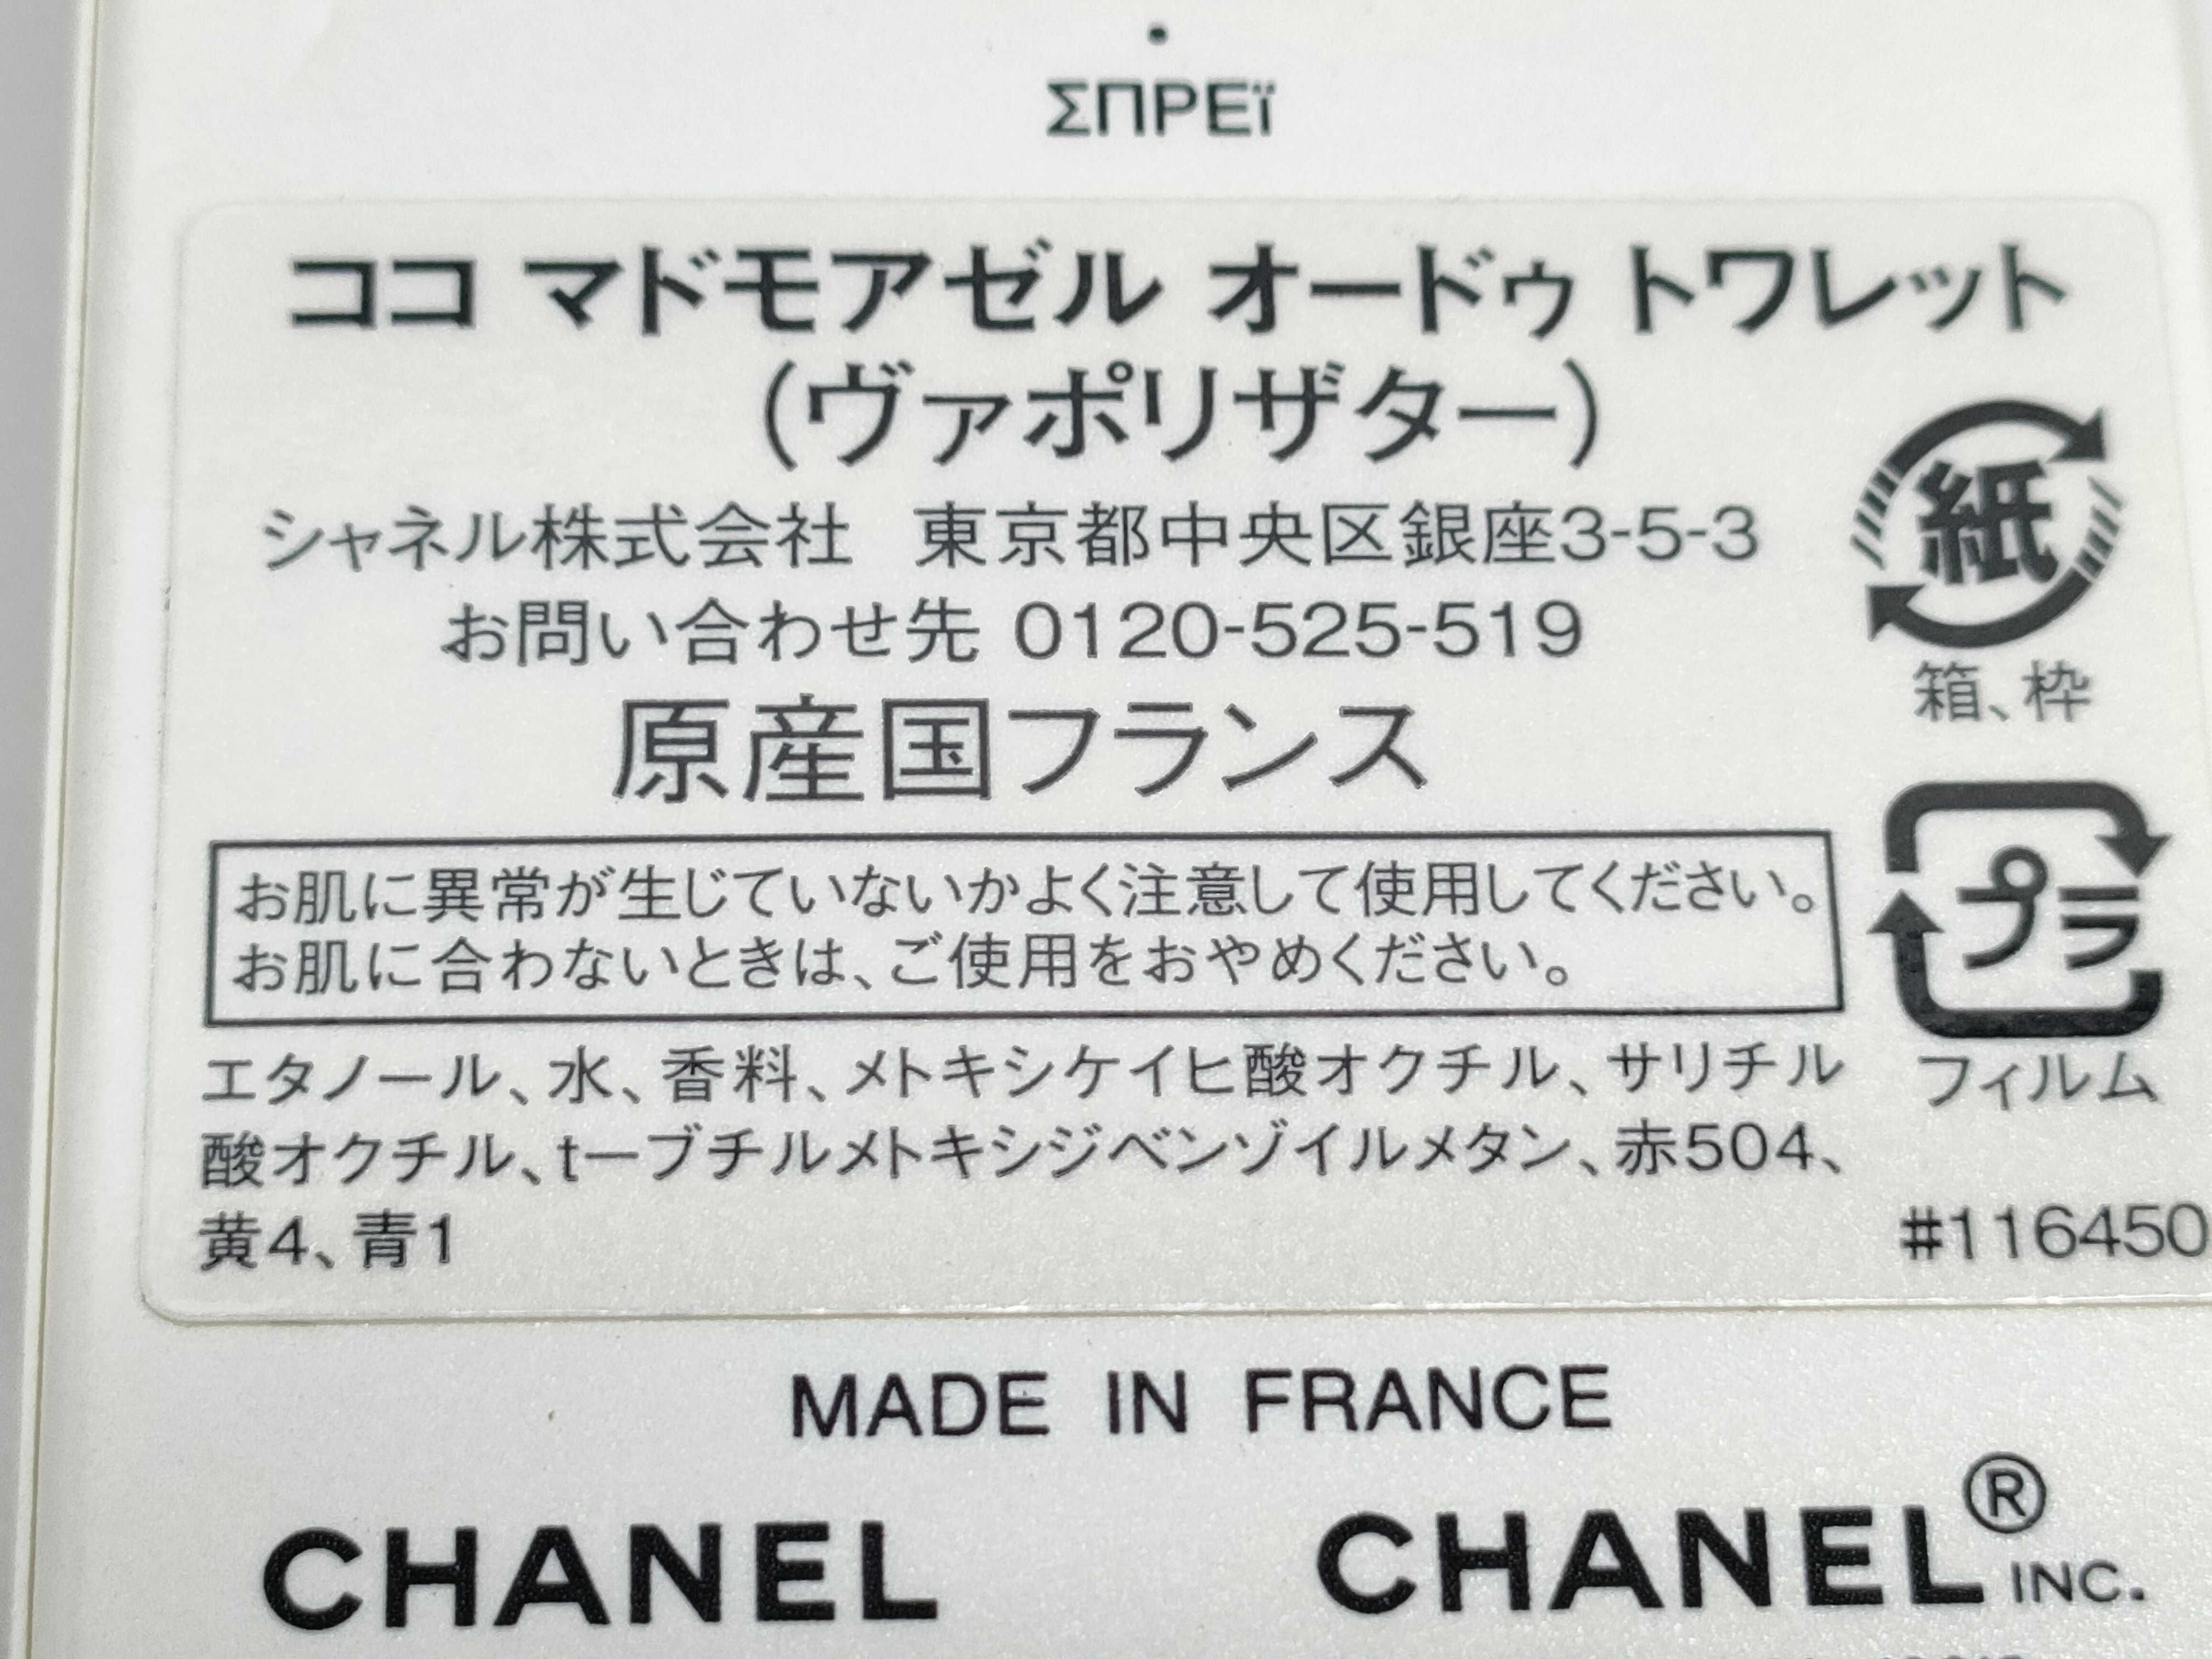 ΣΠΡΕΪ
ココ マドモアゼル オードゥ トワレット
(ヴァポリザター)
シャネル株式会社 東京都中央区銀座3-5-3
お問い合わせ先 0120-525-519
原産国フランス
紙
箱、枠
お肌に異常が生じていないかよく注意して使用してください。
お肌に合わないときは、ご使用をおやめください。
プラ
フィルム
エタノール、水、香料、メトキシケイヒ酸オクチル、サリチル
酸オクチル、tーブチルメトキシジベンゾイルメタン、赤504、
黄4、青1
#116450
MADE IN FRANCE
CHANEL CHANEL® INC.